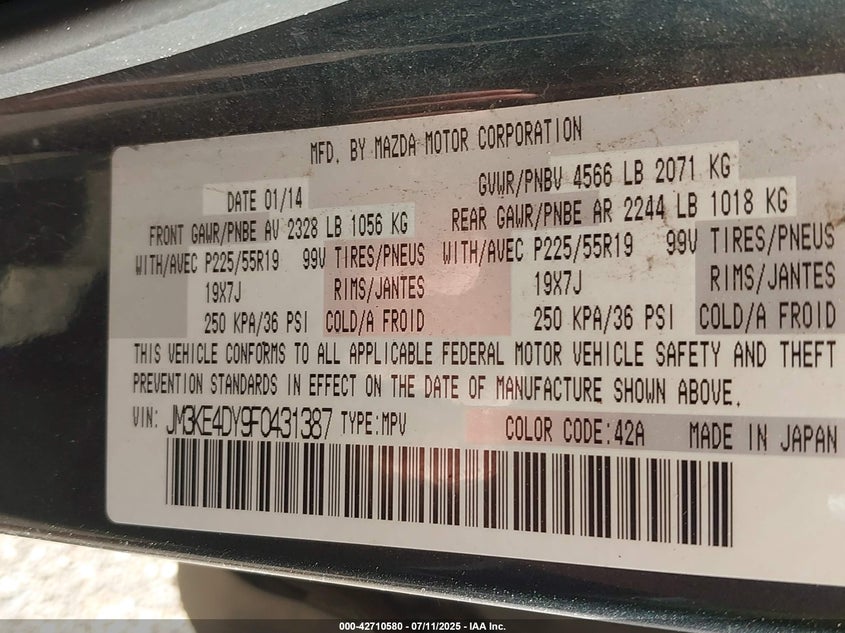 MFD. BY MAZDA MOTOR CORPORATION
DATE 01/14 GVWR/PNBV 4566 LB 2071 KG
FRONT GAWR/PNBE AV 2328 LB 1056 KG REAR GAWR/PNBE AR 2244 LB 1018 KG
WITH/AVEC P225/55R19 99V TIRES/PNEUS WITH/AVEC P225/55R19 99V TIRES/PNEUS
19X7J RIMS/JANTES 19X7J RIMS/JANTES
250 KPA/36 PSI COLD/A FROID 250 KPA/36 PSI COLD/A FROID
THIS VEHICLE CONFORMS TO ALL APPLICABLE FEDERAL MOTOR VEHICLE SAFETY AND THEFT
PREVENTION STANDARDS IN EFFECT ON THE DATE OF MANUFACTURE SHOWN ABOVE.
VIN: JM3KE4DY9F0431387 TYPE:MPV COLOR CODE:42A MADE IN JAPAN
000-42710580 - 07/11/2025 - IAA Inc.